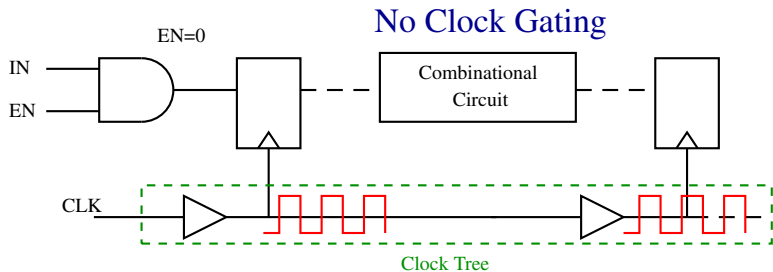 No Clock Gating
EN=0
IN
EN
Combinational
Circuit
CLK
Clock Tree